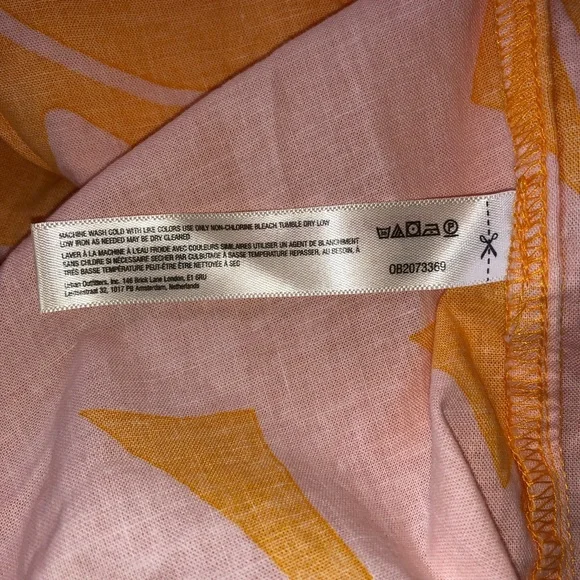 MACHINE WASH COLD WITH LIKE COLORS USE ONLY NON-CHLORINE BLEACH TUMBLE DRY LOW
LOW IRON AS NEEDED MAY BE DRY CLEANED
LAVER À LA MACHINE À L'EAU FROIDE AVEC COULEURS SIMILAIRES UTILISER UN AGENT DE BLANCHIMENT
SANS CHLORE SI NÉCESSAIRE SÉCHER PAR CULBUTAGE À BASSE TEMPÉRATURE REPASSER, AU BESOIN, À
TRÈS BASSE TEMPÉRATURE PEUT-ÊTRE ÊTRE NETTOYÉE À SEC
Urban Outfitters, Inc. 146 Brick Lane London, E1 6RU
Leidsestraat 32, 1017 PB Amsterdam, Netherlands
OB2073369